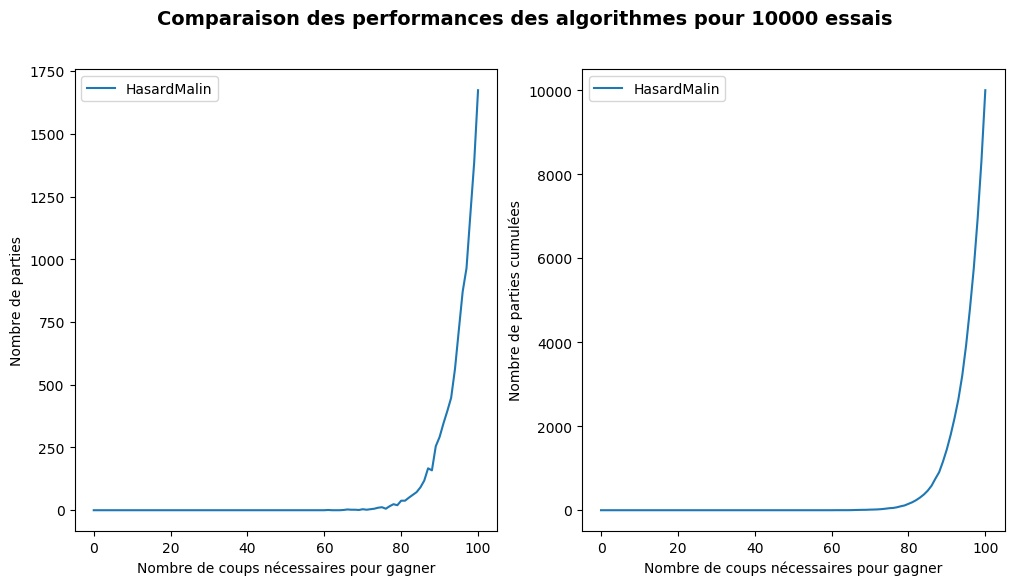 Comparaison des performances des algorithmes pour 10000 essais
HasardMalin
1750
1500
1250
1000
750
500
250
0
Nombre de parties
0 20 40 60 80 100
Nombre de coups nécessaires pour gagner
HasardMalin
10000
8000
6000
4000
2000
0
Nombre de parties cumulées
0 20 40 60 80 100
Nombre de coups nécessaires pour gagner